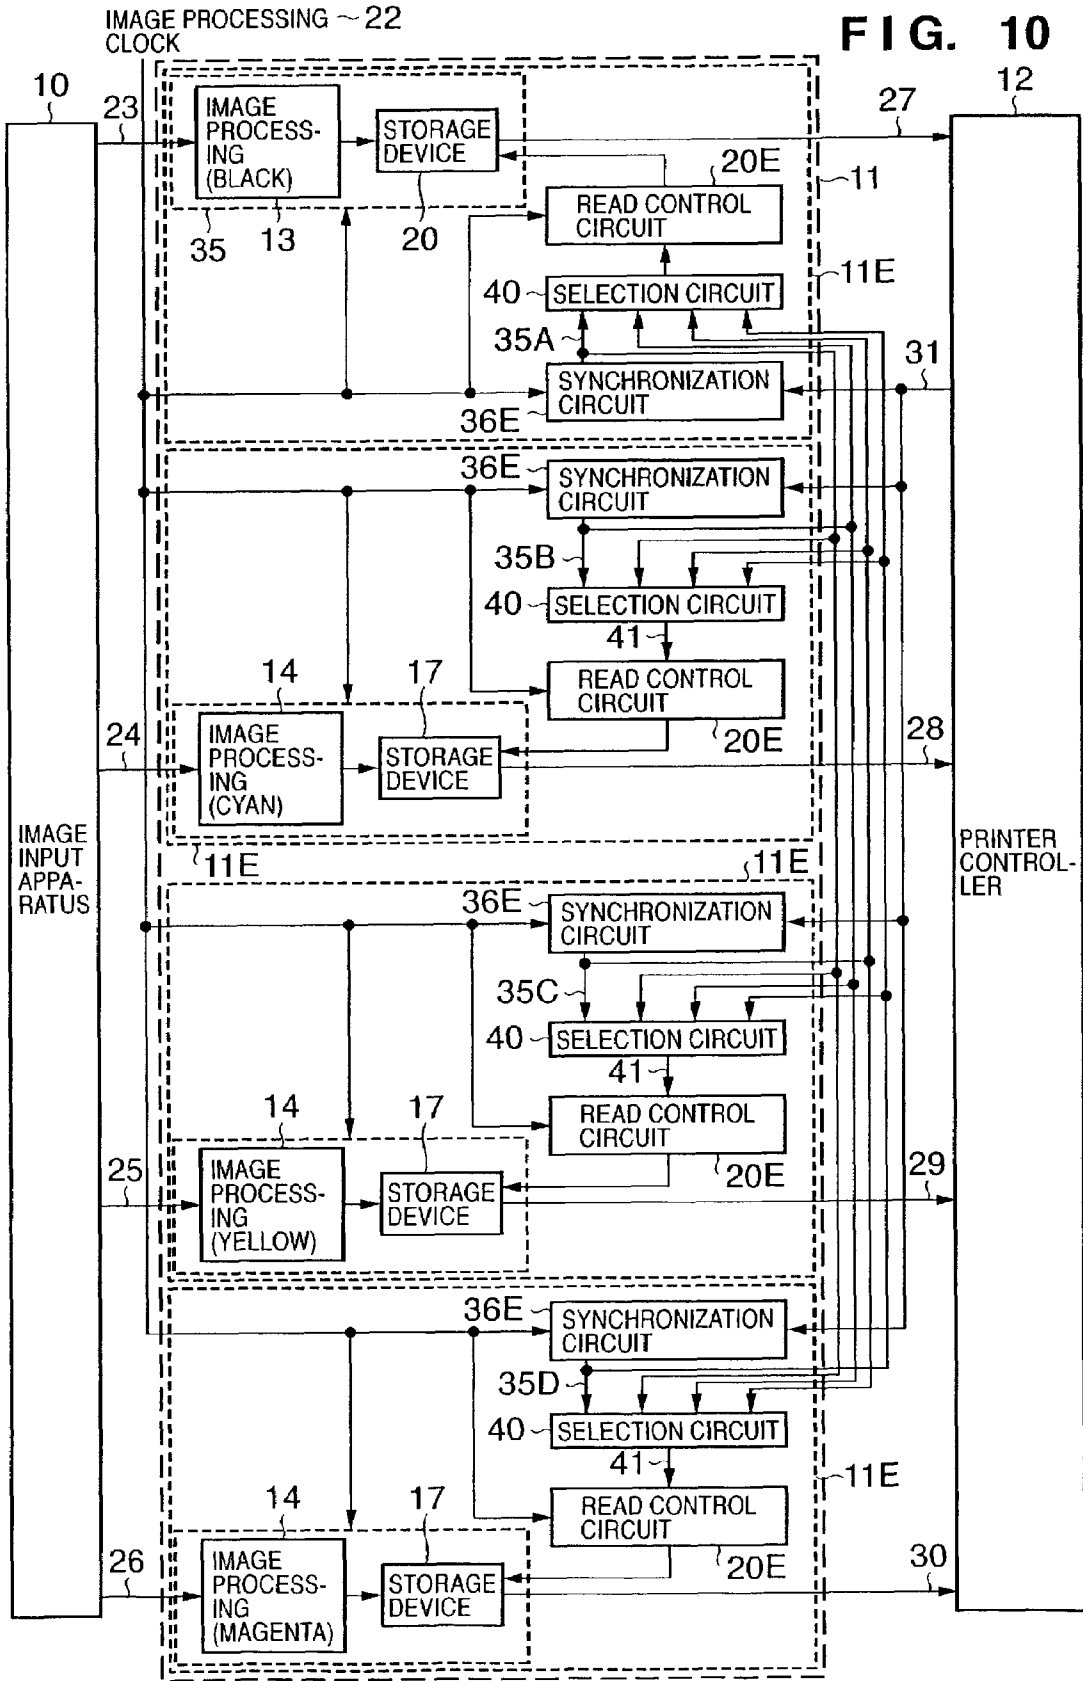 IMAGE PROCESSING ~22
CLOCK
FIG. 10
10
23
IMAGE
PROCESS-
ING
(BLACK)
STORAGE
DEVICE
27
12
20E
11
READ CONTROL
CIRCUIT
35
13
20
11E
40
SELECTION CIRCUIT
35A
31
SYNCHRONIZATION
CIRCUIT
36E
36E
SYNCHRONIZATION
CIRCUIT
35B
40
SELECTION CIRCUIT
41
14
17
READ CONTROL
CIRCUIT
24
IMAGE
PROCESS-
ING
(CYAN)
STORAGE
DEVICE
20E
28
IMAGE
INPUT
APPA-
RATUS
PRINTER
CONTROL-
LER
11E
11E
36E
SYNCHRONIZATION
CIRCUIT
35C
40
SELECTION CIRCUIT
41
14
17
READ CONTROL
CIRCUIT
25
IMAGE
PROCESS-
ING
(YELLOW)
STORAGE
DEVICE
20E
29
36E
SYNCHRONIZATION
CIRCUIT
35D
40
SELECTION CIRCUIT
41
11E
14
17
READ CONTROL
CIRCUIT
26
IMAGE
PROCESS-
ING
(MAGENTA)
STORAGE
DEVICE
20E
30